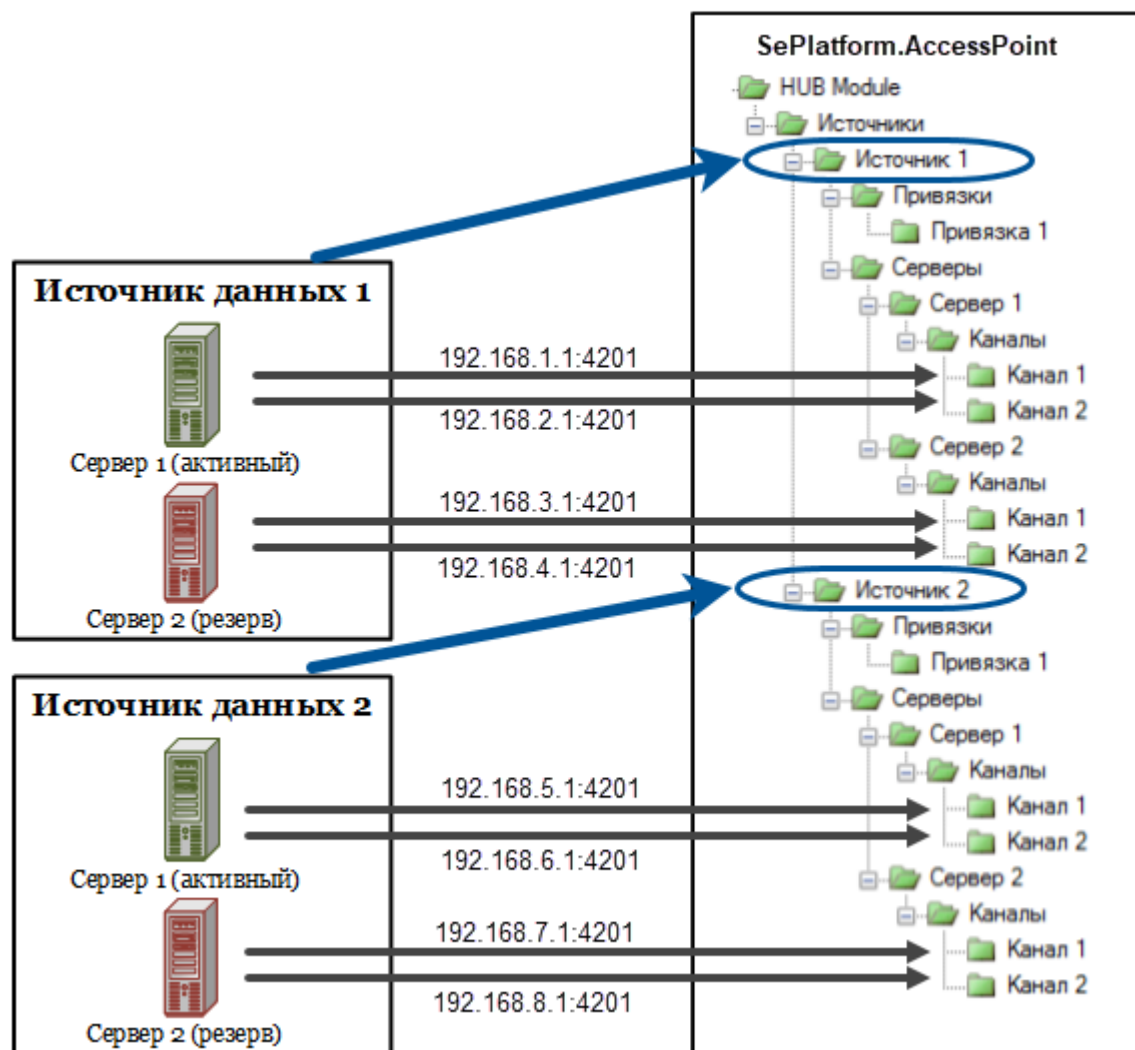 SePlatform.AccessPoint
HUB Module
Источники
Источник 1
Привязки
Привязка 1
Серверы
Сервер 1
Каналы
Канал 1
Канал 2
Сервер 2
Каналы
Канал 1
Канал 2
Источник 2
Привязки
Привязка 1
Серверы
Сервер 1
Каналы
Канал 1
Канал 2
Сервер 2
Каналы
Канал 1
Канал 2
Источник данных 1
192.168.1.1:4201
192.168.2.1:4201
Сервер 1 (активный)
192.168.3.1:4201
192.168.4.1:4201
Сервер 2 (резерв)
Источник данных 2
192.168.5.1:4201
192.168.6.1:4201
Сервер 1 (активный)
192.168.7.1:4201
192.168.8.1:4201
Сервер 2 (резерв)